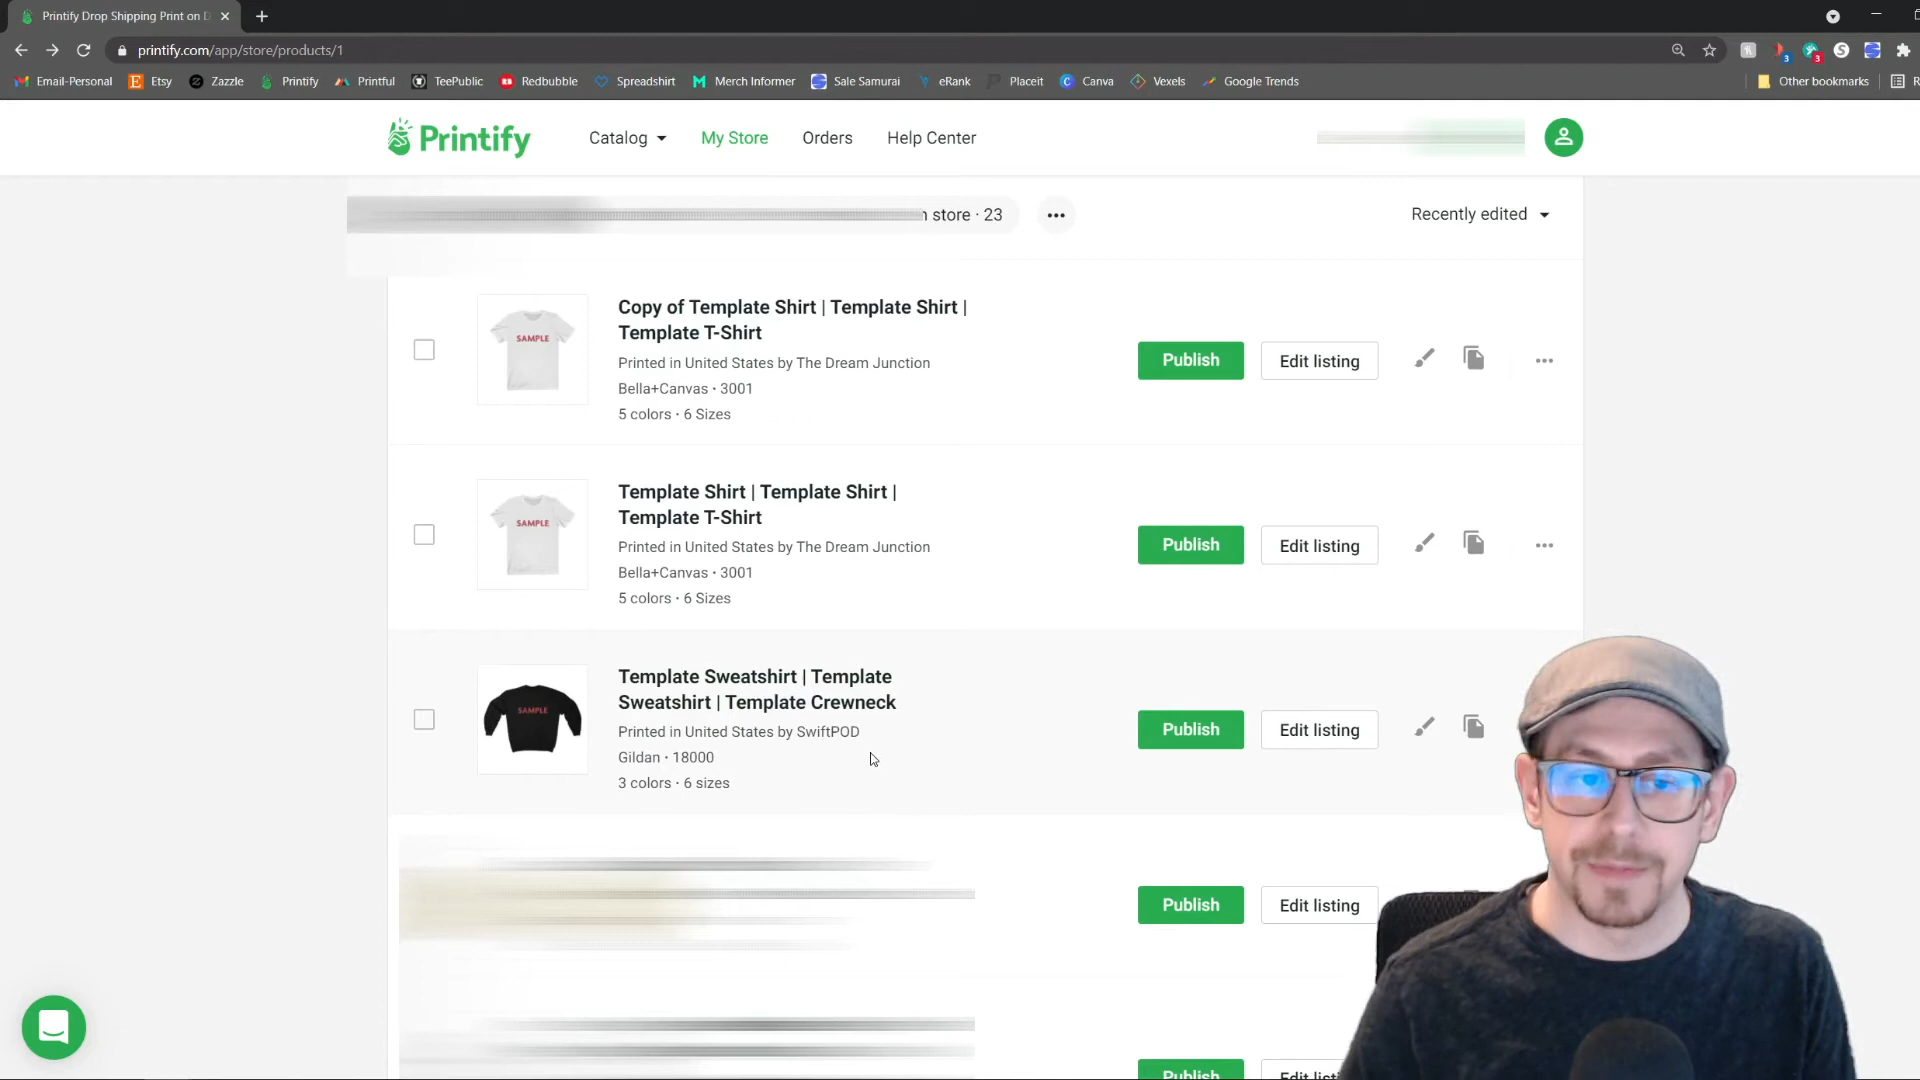 Printify Drop Shipping Print on D
printify.com/app/store/products/1
Email-Personal Etsy Zazzle Printify Printful TeePublic Redbubble Spreadshirt Merch Informer Sale Samurai eRank Placeit Canva Vexels Google Trends Other bookmarks
3 3 S
Printify Catalog My Store Orders Help Center
store · 23 Recently edited
SAMPLE
Copy of Template Shirt | Template Shirt |
Template T-Shirt
Printed in United States by The Dream Junction
Bella+Canvas · 3001
5 colors · 6 Sizes
Publish Edit listing
SAMPLE
Template Shirt | Template Shirt |
Template T-Shirt
Printed in United States by The Dream Junction
Bella+Canvas · 3001
5 colors · 6 Sizes
Publish Edit listing
SAMPLE
Template Sweatshirt | Template
Sweatshirt | Template Crewneck
Printed in United States by SwiftPOD
Gildan · 18000
3 colors · 6 sizes
Publish Edit listing
Publish Edit listing
Publish Edit listi